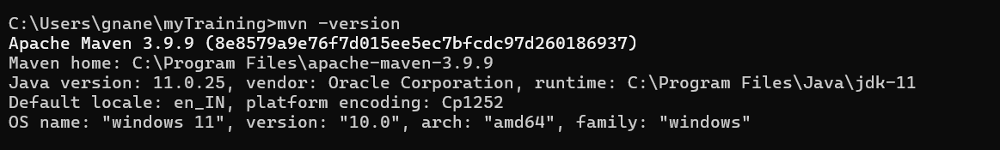 C:\Users\gnane\myTraining>mvn -version
Apache Maven 3.9.9 (8e8579a9e76f7d015ee5ec7bfcdc97d260186937)
Maven home: C:\Program Files\apache-maven-3.9.9
Java version: 11.0.25, vendor: Oracle Corporation, runtime: C:\Program Files\Java\jdk-11
Default locale: en_IN, platform encoding: Cp1252
OS name: "windows 11", version: "10.0", arch: "amd64", family: "windows"